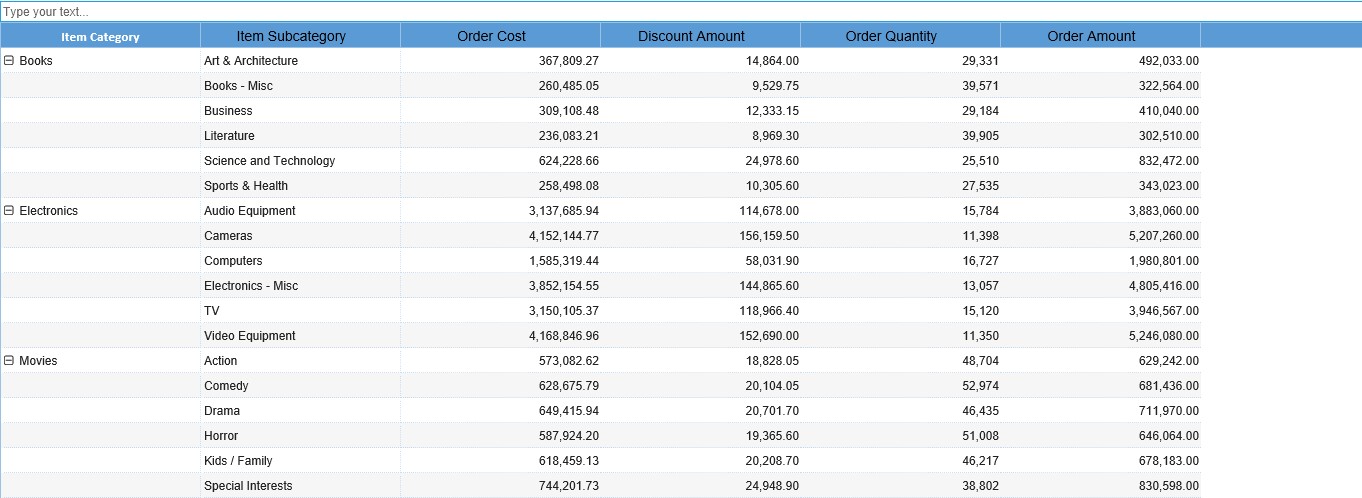 Type your text...
Item Category Item Subcategory Order Cost Discount Amount Order Quantity Order Amount
Books Art & Architecture 367,809.27 14,864.00 29,331 492,033.00
Books - Misc 260,485.05 9,529.75 39,571 322,564.00
Business 309,108.48 12,333.15 29,184 410,040.00
Literature 236,083.21 8,969.30 39,905 302,510.00
Science and Technology 624,228.66 24,978.60 25,510 832,472.00
Sports & Health 258,498.08 10,305.60 27,535 343,023.00
Electronics Audio Equipment 3,137,685.94 114,678.00 15,784 3,883,060.00
Cameras 4,152,144.77 156,159.50 11,398 5,207,260.00
Computers 1,585,319.44 58,031.90 16,727 1,980,801.00
Electronics - Misc 3,852,154.55 144,865.60 13,057 4,805,416.00
TV 3,150,105.37 118,966.40 15,120 3,946,567.00
Video Equipment 4,168,846.96 152,690.00 11,350 5,246,080.00
Movies Action 573,082.62 18,828.05 48,704 629,242.00
Comedy 628,675.79 20,104.05 52,974 681,436.00
Drama 649,415.94 20,701.70 46,435 711,970.00
Horror 587,924.20 19,365.60 51,008 646,064.00
Kids / Family 618,459.13 20,208.70 46,217 678,183.00
Special Interests 744,201.73 24,948.90 38,802 830,598.00